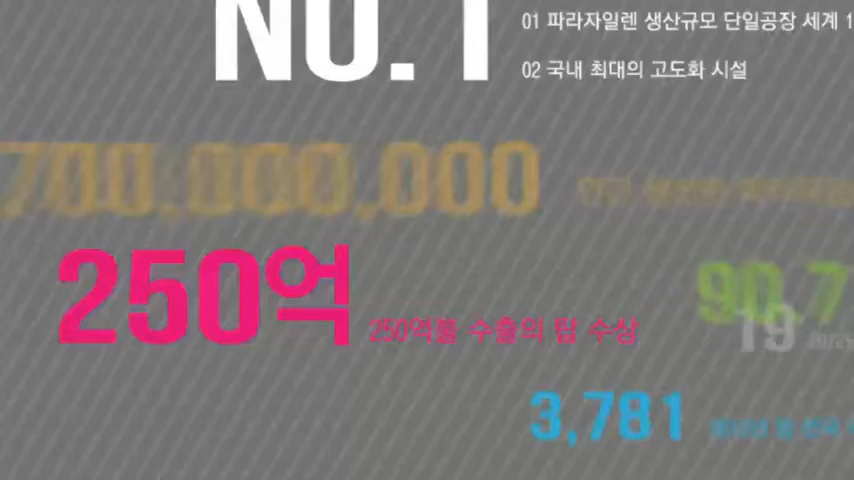 NO. 1
01 파라자일렌 생산규모 단일공장 세계 1
02 국내 최대의 고도화 시설
700,000,000
250억
250억불 수출의 탑 수상
90.7
19
3,781